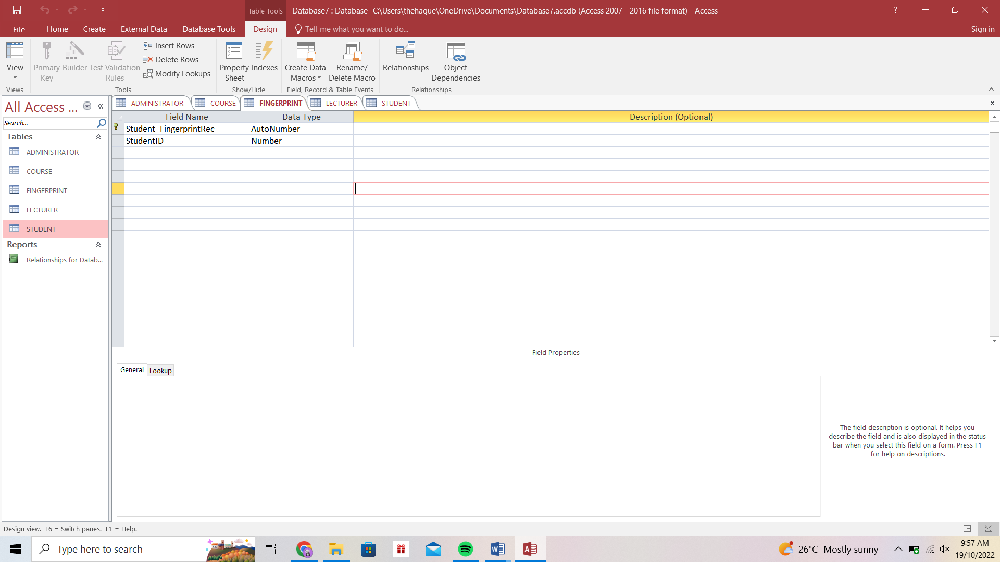 Table Tools
Database7 : Database- C:\Users\thehague\OneDrive\Documents\Database7.accdb (Access 2007 - 2016 file format) - Access
?
File Home Create External Data Database Tools Design Tell me what you want to do... Sign in
View
Primary Key
Builder
Test Validation Rules
Insert Rows
Delete Rows
Modify Lookups
Property Sheet
Indexes
Create Data Macros
Rename/ Delete Macro
Relationships
Object Dependencies
Views Tools Show/Hide Field, Record & Table Events Relationships
All Access ...
Search...
Tables
ADMINISTRATOR
COURSE
FINGERPRINT
LECTURER
STUDENT
Reports
Relationships for Datab...
ADMINISTRATOR COURSE FINGERPRINT LECTURER STUDENT
Field Name Data Type Description (Optional)
Student_FingerprintRec AutoNumber
StudentID Number
Field Properties
General Lookup
The field description is optional. It helps you
describe the field and is also displayed in the status
bar when you select this field on a form. Press F1
for help on descriptions.
Design view. F6 = Switch panes. F1 = Help.
Type here to search
26°C Mostly sunny
9:57 AM
19/10/2022